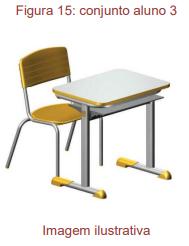 Figura 15: conjunto aluno 3
Imagem ilustrativa